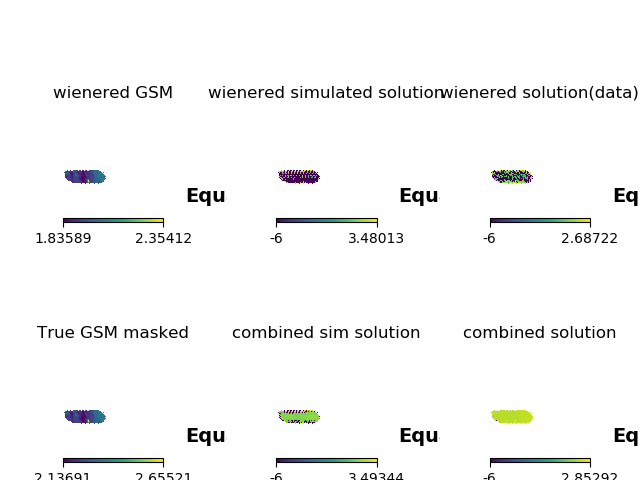 wienered GSM wienered simulated solution wienered solution(data)
Equ Equ Eq
1.83589 2.35412 -6 3.48013 -6 2.68722
True GSM masked combined sim solution combined solution
Equ Equ Eq
2.13691 2.65521 -6 3.49344 -6 2.85292